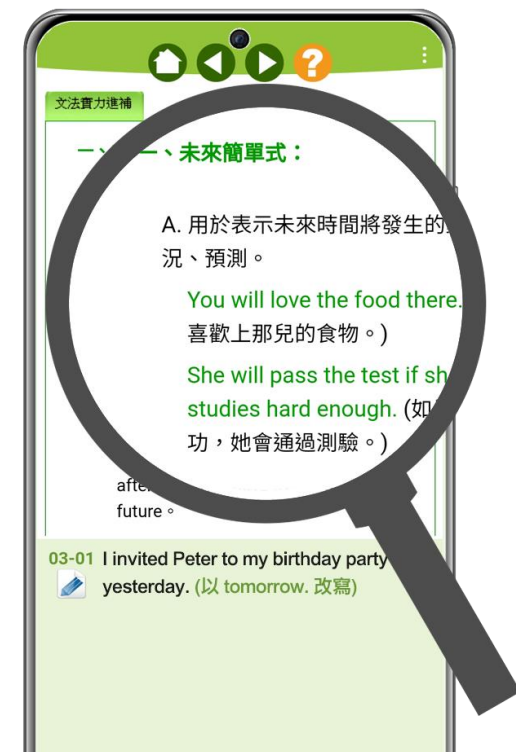 ?
文法實力進補
一、
一、未來簡單式：
A. 用於表示未來時間將發生的
況、預測。
You will love the food there.
喜歡上那兒的食物。)
She will pass the test if sh
studies hard enough. (如
功，她會通過測驗。)
future。
03-01 I invited Peter to my birthday party
yesterday. (以 tomorrow. 改寫)